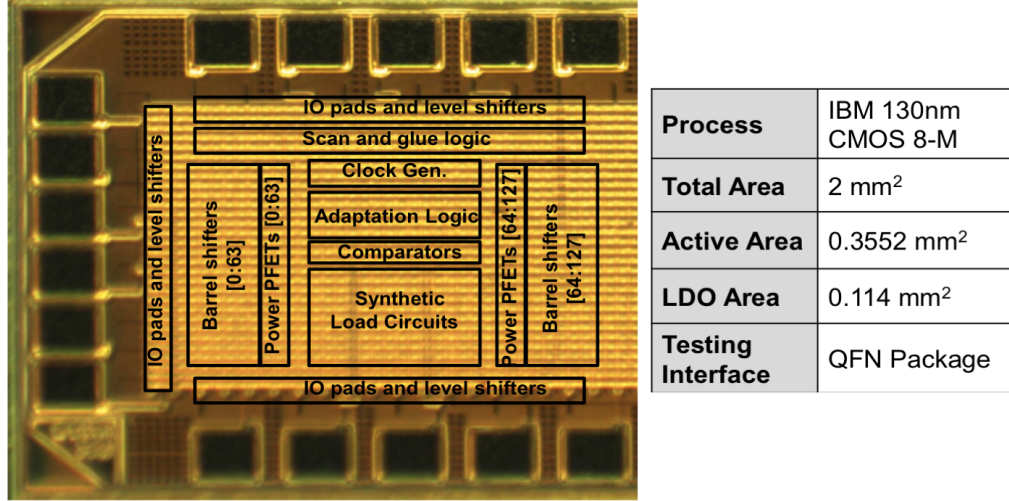 IO pads and level shifters
Scan and glue logic
IO pads and level shifters
Barrel shifters
[0:63]
Power PFETs [0:63]
Clock Gen.
Adaptation Logic
Comparators
Synthetic
Load Circuits
Power PFETs [64:127]
Barrel shifters
[64:127]
IO pads and level shifters
Process
IBM 130nm
CMOS 8-M
Total Area
2 mm²
Active Area
0.3552 mm²
LDO Area
0.114 mm²
Testing
Interface
QFN Package